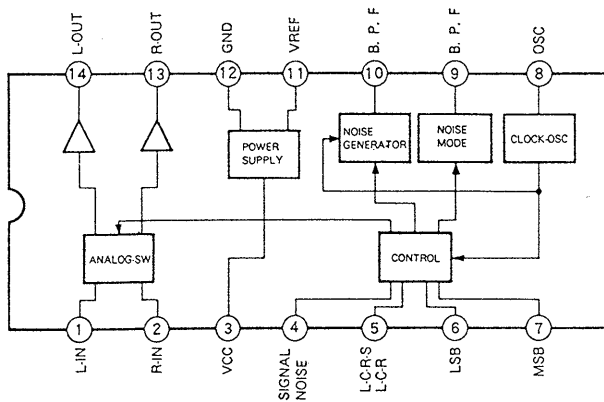 L-OUT
R-OUT
GND
VREF
B. P. F
B. P. F
OSC
14
13
12
11
10
9
8
POWER
SUPPLY
NOISE
GENERATOR
NOISE
MODE
CLOCK-OSC
ANALOG-SW
CONTROL
1
2
3
4
5
6
7
L-IN
R-IN
VCC
SIGNAL
NOISE
L-C-R-S
L-C-R
LSB
MSB